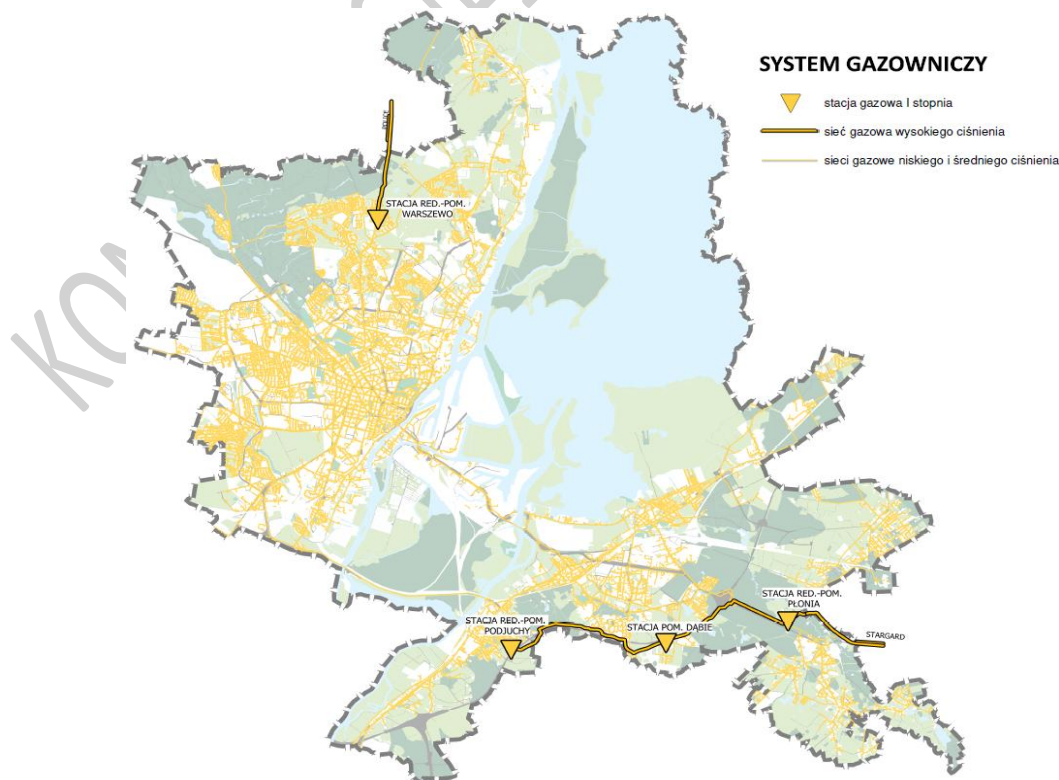 SYSTEM GAZOWNICZY
stacja gazowa I stopnia
sieć gazowa wysokiego ciśnienia
sieci gazowe niskiego i średniego ciśnienia
POLICE
STACJA RED.-POM.
WARSZEWO
STACJA RED.-POM.
PŁONIA
STACJA RED.-POM.
PODJUCHY
STACJA POM. DĄBIE
STARGARD